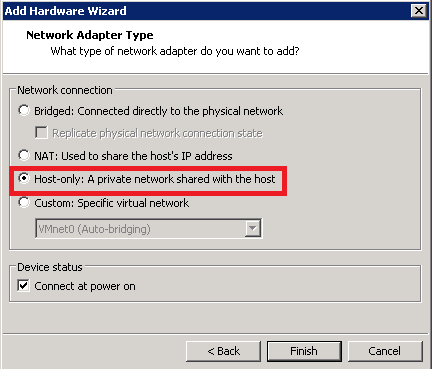 Add Hardware Wizard
Network Adapter Type
What type of network adapter do you want to add?
Network connection
Bridged: Connected directly to the physical network
Replicate physical network connection state
NAT: Used to share the host's IP address
Host-only: A private network shared with the host
Custom: Specific virtual network
VMnet0 (Auto-bridging)
Device status
Connect at power on
< Back
Finish
Cancel